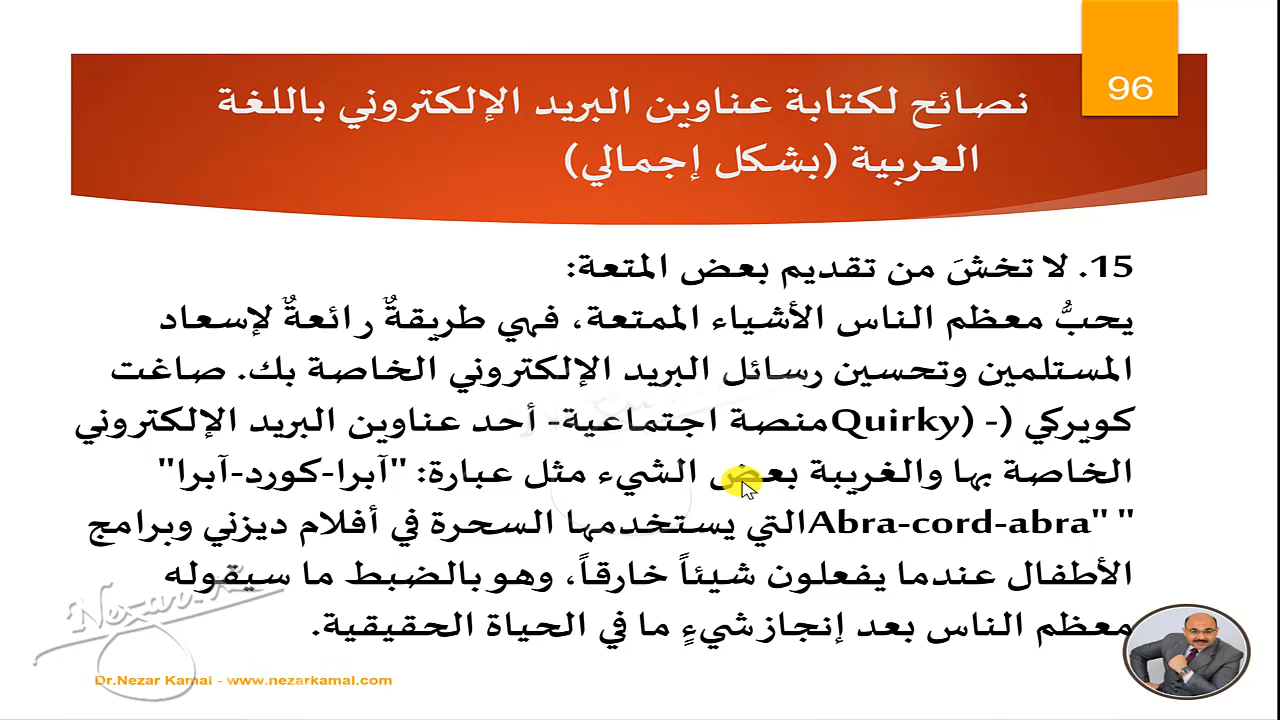 96
نصائح لكتابة عناوين البريد الإلكتروني باللغة
العربية (بشكل إجمالي)
15. لا تخشَ من تقديم بعض المتعة:
يحبُّ معظم الناس الأشياء الممتعة، فهي طريقةٌ رائعةٌ لإسعاد
المستلمين وتحسين رسائل البريد الإلكتروني الخاصة بك. صاغت
كويركي (- (Quirkyمنصة اجتماعية- أحد عناوين البريد الإلكتروني
الخاصة بها والغريبة بعض الشيء مثل عبارة: "آبرا-كورد-آبرا"
" "Abra-cord-abraالتي يستخدمها السحرة في أفلام ديزني وبرامج
الأطفال عندما يفعلون شيئاً خارقاً، وهو بالضبط ما سيقوله
معظم الناس بعد إنجاز شيءٍ ما في الحياة الحقيقية.
Dr.Nezar Kamal - www.nezarkamal.com